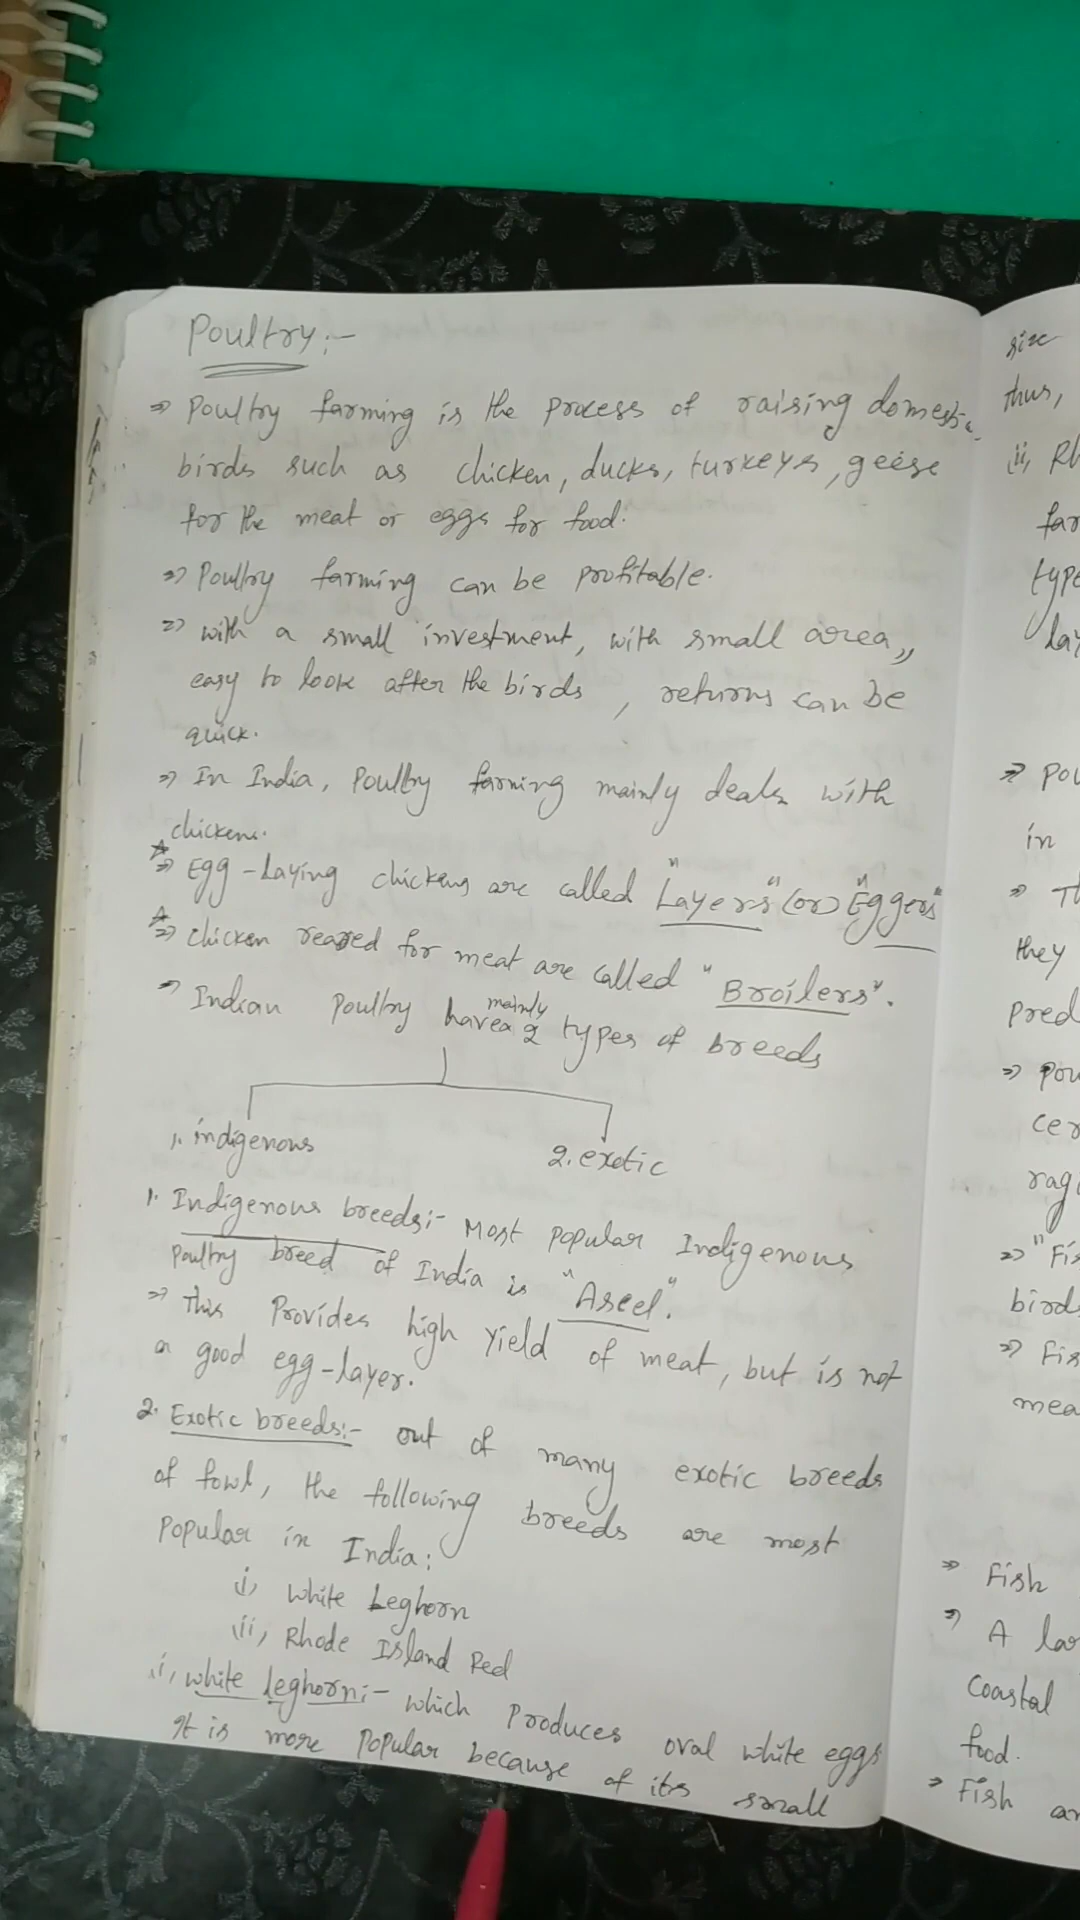 Poultry:-
⇒ Poultry farming is the process of raising domestic
birds such as chicken, ducks, turkeys, geese
for the meat or eggs for food.
⇒ Poultry farming can be profitable.
⇒ with a small investment, with small area,,
easy to look after the birds, returns can be
quick.
⇒ In India, Poultry farming mainly deals with
chickens.
☆⇒ Egg-Laying chickens are called "Layers" (or) "Eggers"
☆⇒ chicken reared for meat are called "Broilers".
⇒ Indian Poultry have mainly 2 types of breeds
1. indigenous 2. exotic
1. Indigenous breeds:- Most popular Indigenous
Poultry breed of India is "Aseel".
⇒ This Provides high yield of meat, but is not
a good egg-layer.
2. Exotic breeds:- out of many exotic breeds
of fowl, the following breeds are most
Popular in India:
i, White Leghorn
ii, Rhode Island Red
i, white leghorn:- which Produces oval white eggs
It is more Popular because of its small
size
thus,
ii, Rh
far
type
lay
⇒ Pou
in
⇒ Th
they
Pred
⇒ Pou
cer
rag
⇒ "Fis
birds
⇒ Fis
mea
⇒ Fish
⇒ A lar
Coastal
food.
⇒ Fish ar